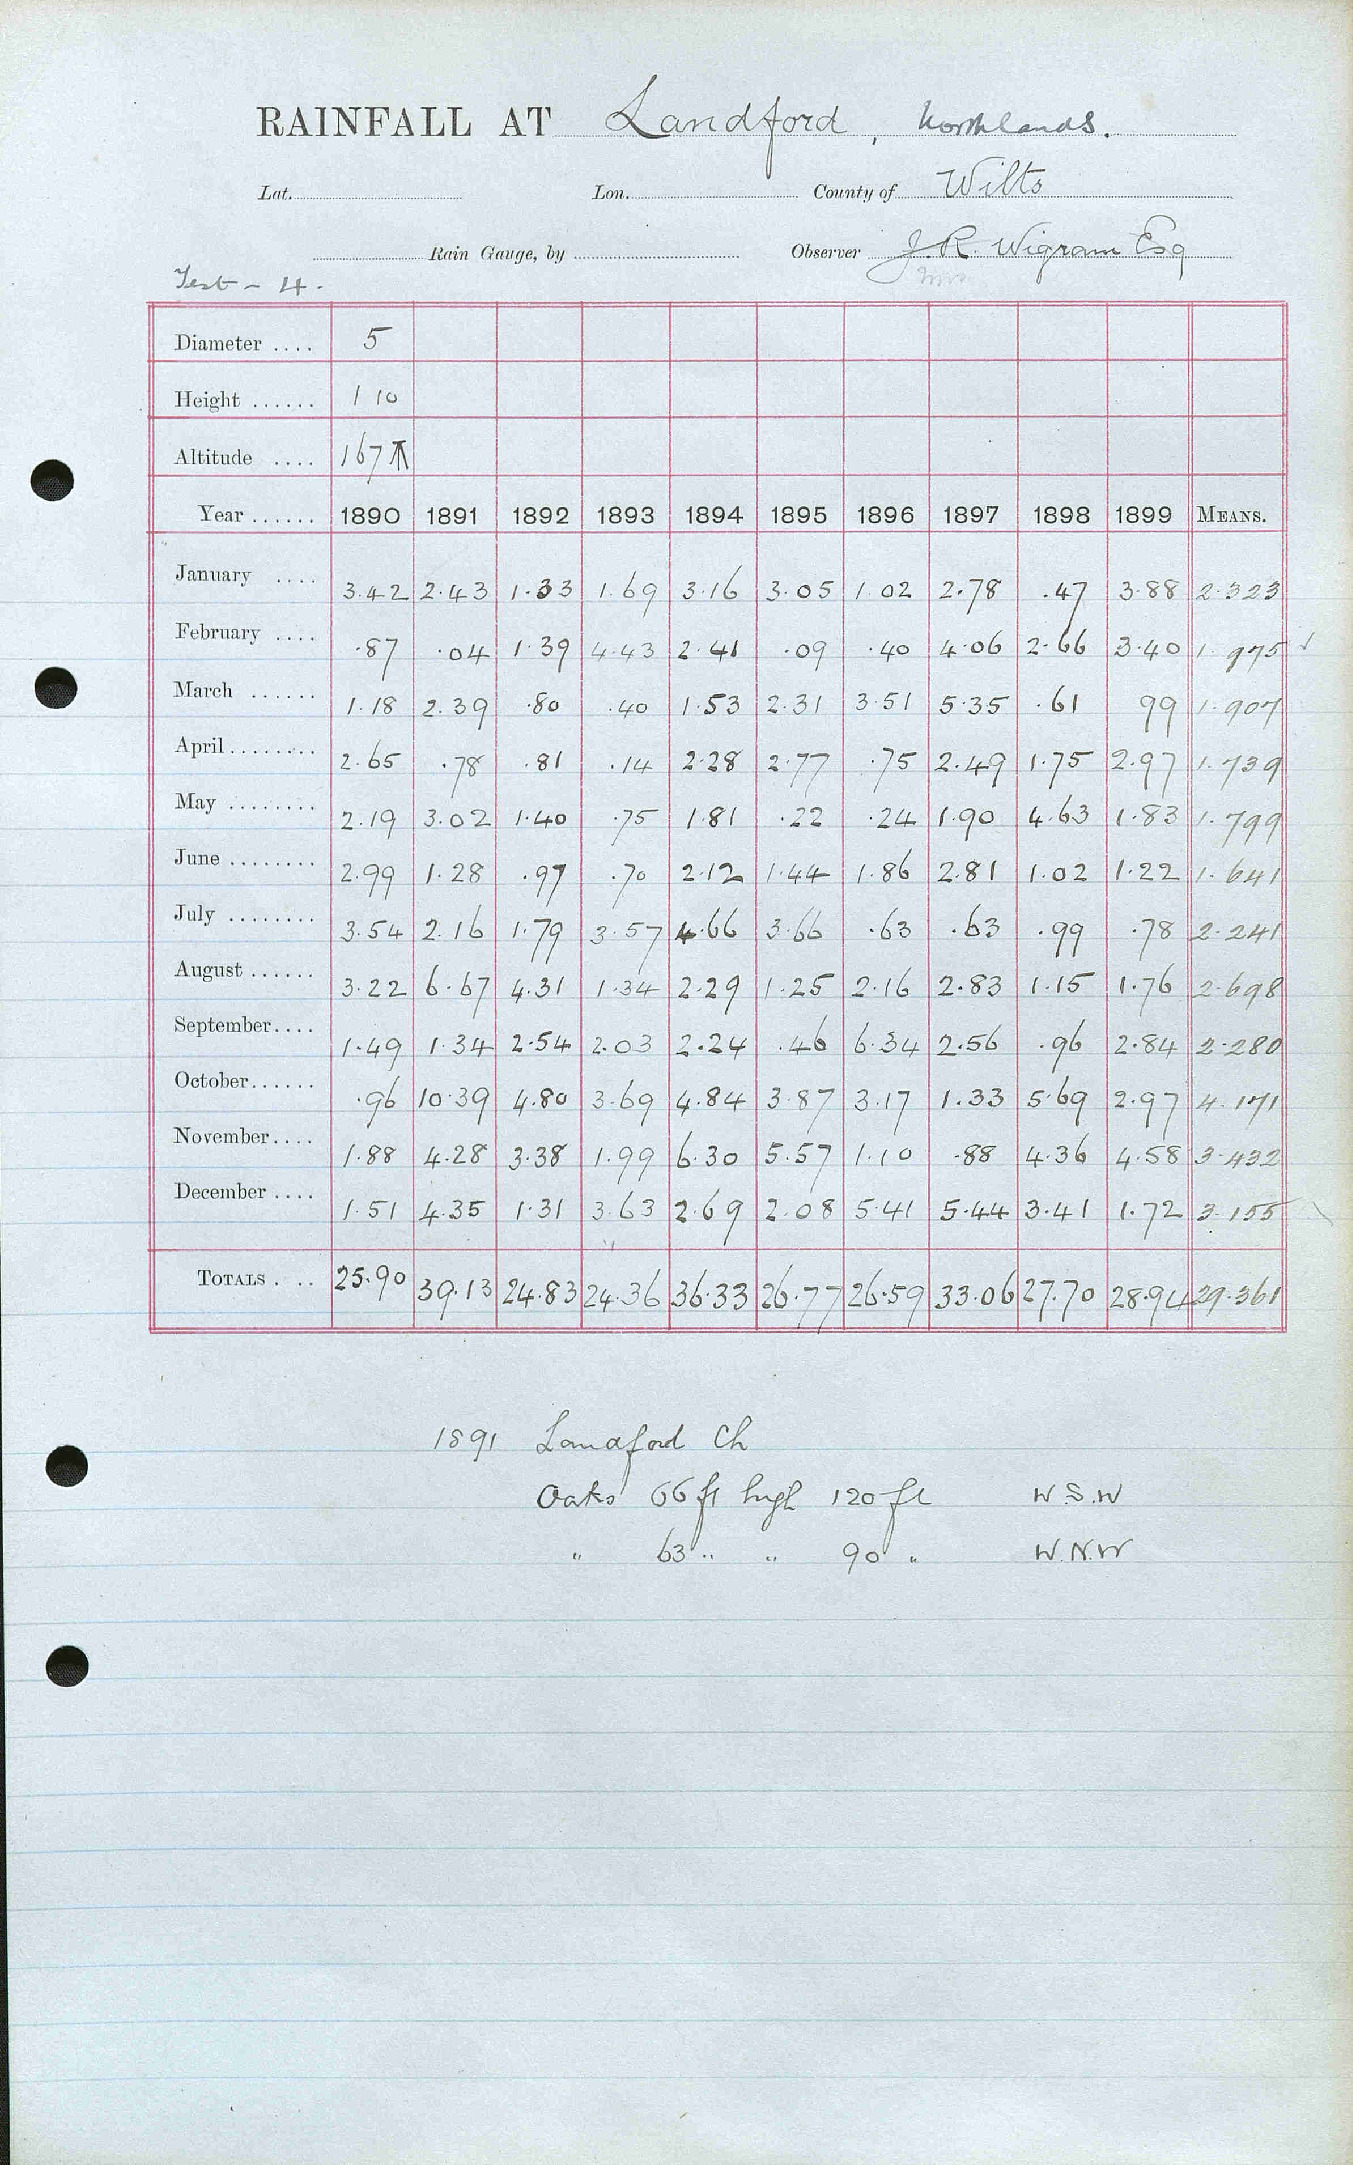 RAINFALL AT Landford, Northlands.
Lat. Lon. County of Wilts
Rain Gauge, by Observer J. R. Wigram Esq
Mrs
Test - 4.
Diameter .... 5
Height ...... 1 10
Altitude .... 167
Year ...... 1890 1891 1892 1893 1894 1895 1896 1897 1898 1899 MEANS.
January .... 3.42 2.43 1.33 1.69 3.16 3.05 1.02 2.78 .47 3.88 2.323
February .... .87 .04 1.39 4.43 2.41 .09 .40 4.06 2.66 3.40 1.975
March ...... 1.18 2.39 .80 .40 1.53 2.31 3.51 5.35 .61 99 1.907
April ........ 2.65 .78 .81 .14 2.28 2.77 .75 2.49 1.75 2.97 1.739
May ........ 2.19 3.02 1.40 .75 1.81 .22 .24 1.90 4.63 1.83 1.799
June ........ 2.99 1.28 .97 .70 2.12 1.44 1.86 2.81 1.02 1.22 1.641
July ........ 3.54 2.16 1.79 3.57 4.66 3.66 .63 .63 .99 .78 2.241
August ...... 3.22 6.67 4.31 1.34 2.29 1.25 2.16 2.83 1.15 1.76 2.698
September .... 1.49 1.34 2.54 2.03 2.24 .46 6.34 2.56 .96 2.84 2.280
October ...... .96 10.39 4.80 3.69 4.84 3.87 3.17 1.33 5.69 2.97 4.171
November .... 1.88 4.28 3.38 1.99 6.30 5.57 1.10 .88 4.36 4.58 3.432
December .... 1.51 4.35 1.31 3.63 2.69 2.08 5.41 5.44 3.41 1.72 3.155
TOTALS . .. 25.90 39.13 24.83 24.36 36.33 26.77 26.59 33.06 27.70 28.94 29.361
1891 Landford Ch
Oaks 66 ft high 120 ft W.S.W
" 63 " " 90 " W.N.W